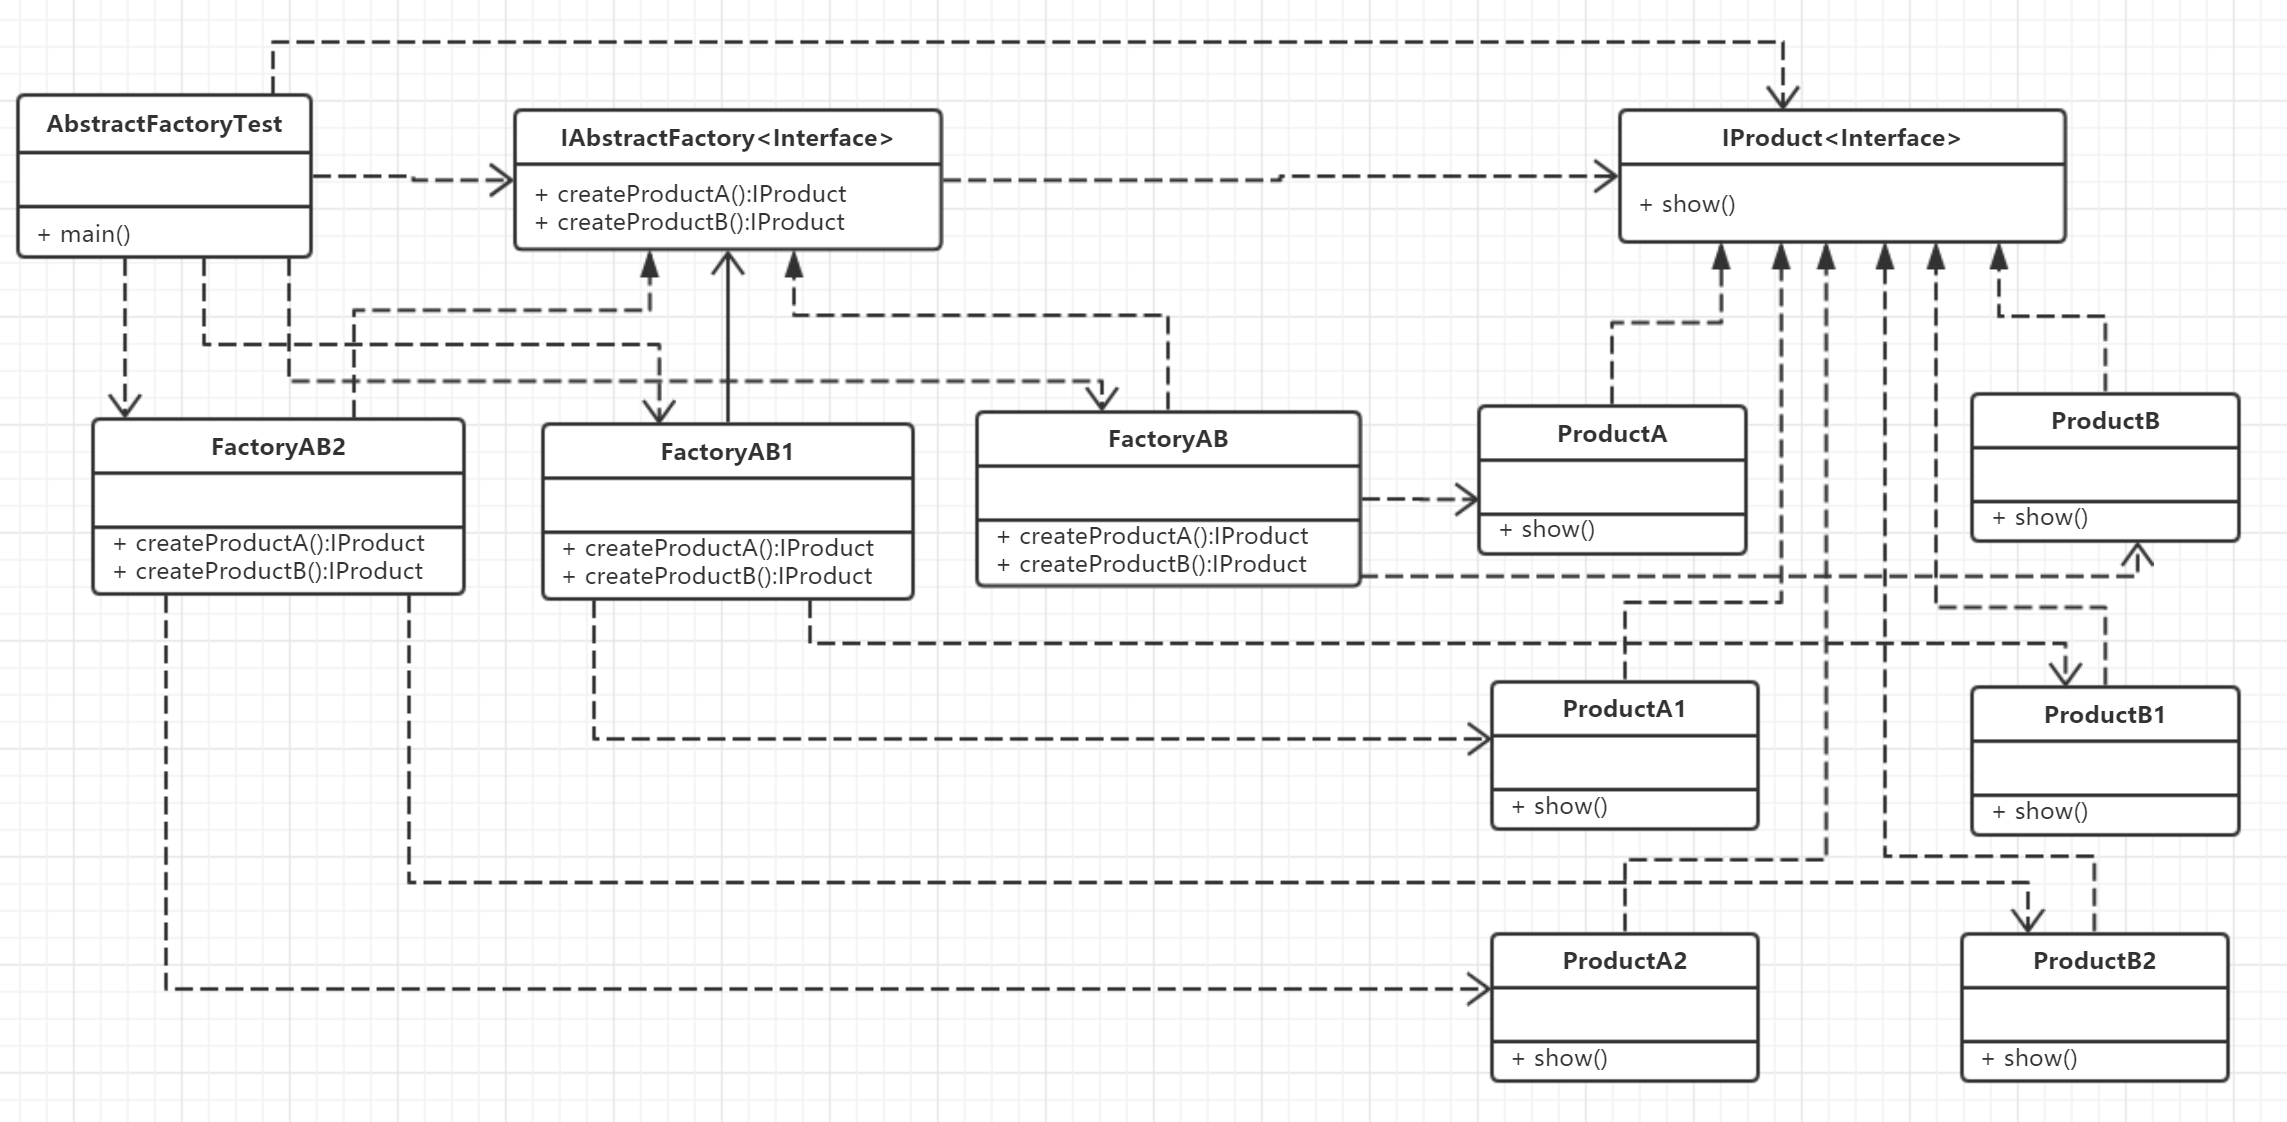 AbstractFactoryTest
+ main()
IAbstractFactory<Interface>
+ createProductA():IProduct
+ createProductB():IProduct
IProduct<Interface>
+ show()
FactoryAB2
+ createProductA():IProduct
+ createProductB():IProduct
FactoryAB1
+ createProductA():IProduct
+ createProductB():IProduct
FactoryAB
+ createProductA():IProduct
+ createProductB():IProduct
ProductA
+ show()
ProductB
+ show()
ProductA1
+ show()
ProductB1
+ show()
ProductA2
+ show()
ProductB2
+ show()